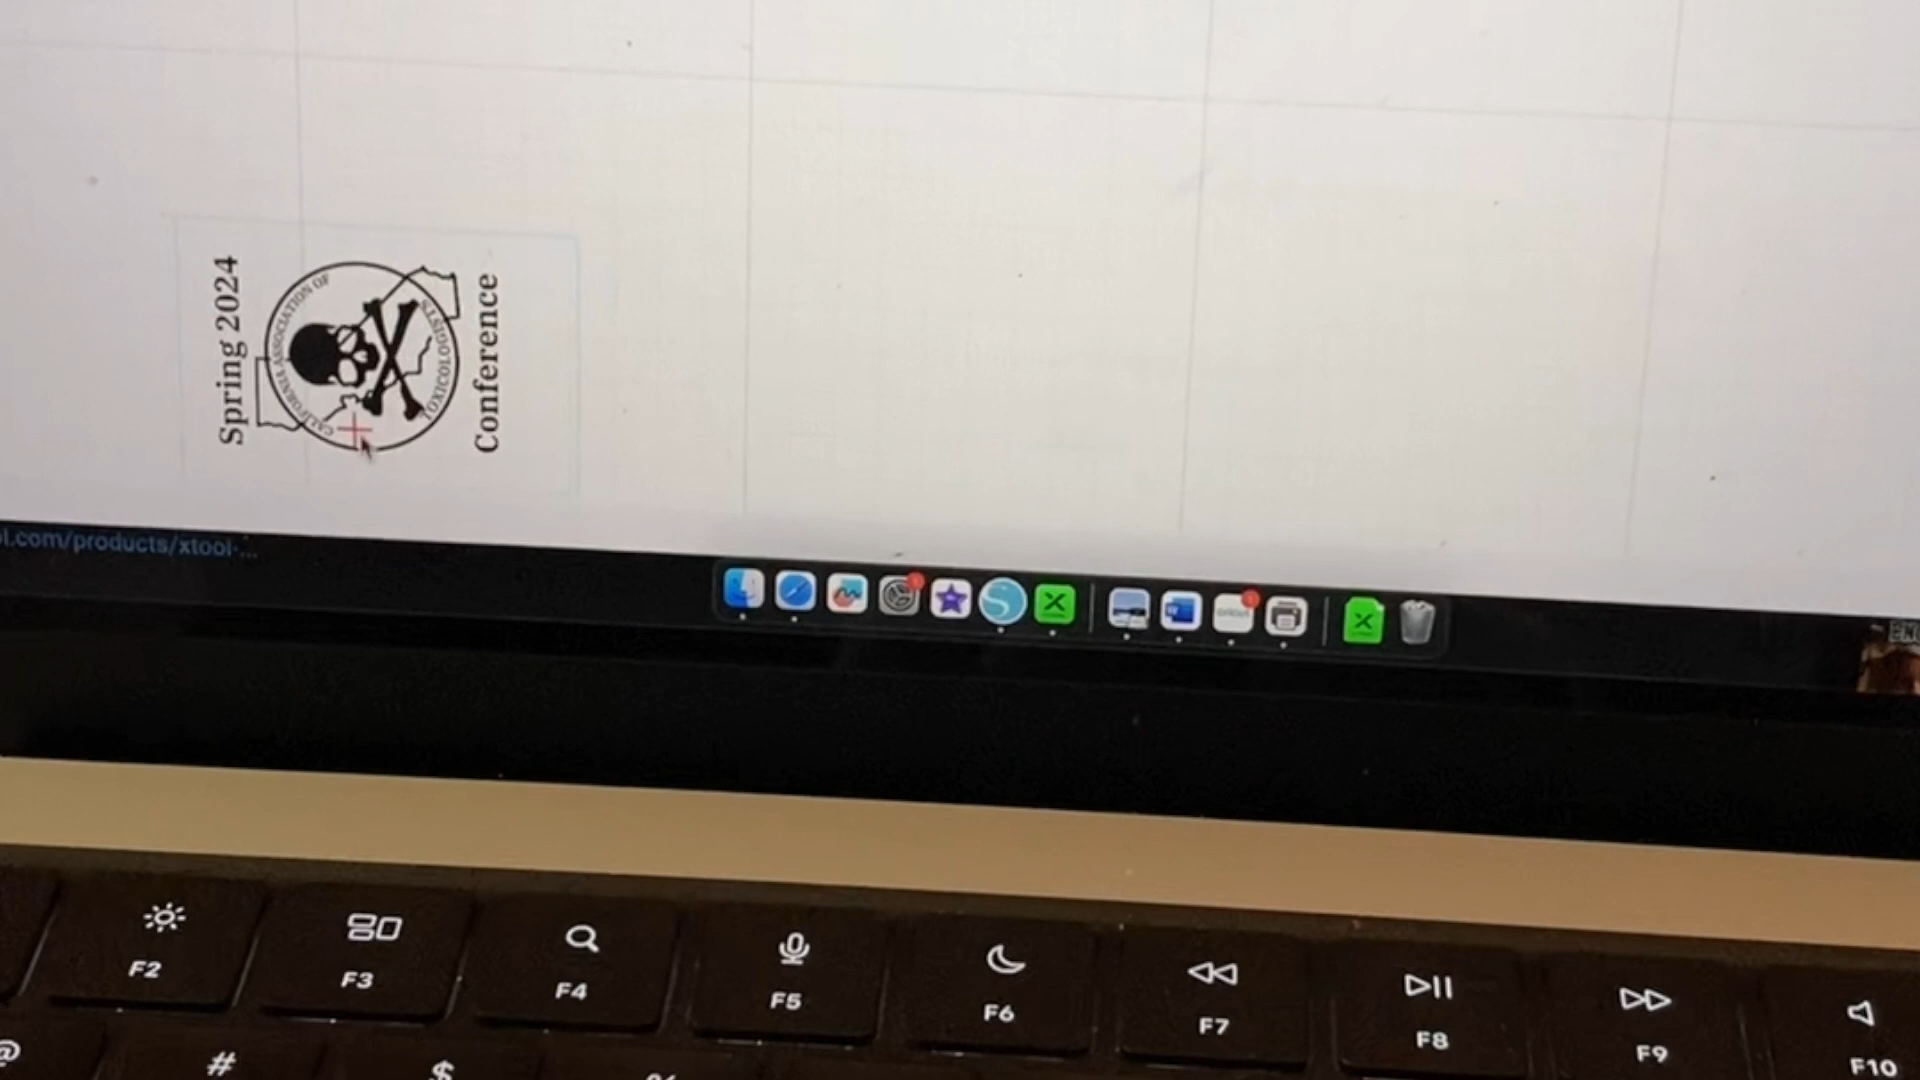 Spring 2024
CALIFORNIA ASSOCIATION OF
TOXICOLOGISTS
Conference
l.com/products/xtool-...
cricut
F2
F3
F4
F5
F6
F7
F8
F9
F10
@
#
$
%